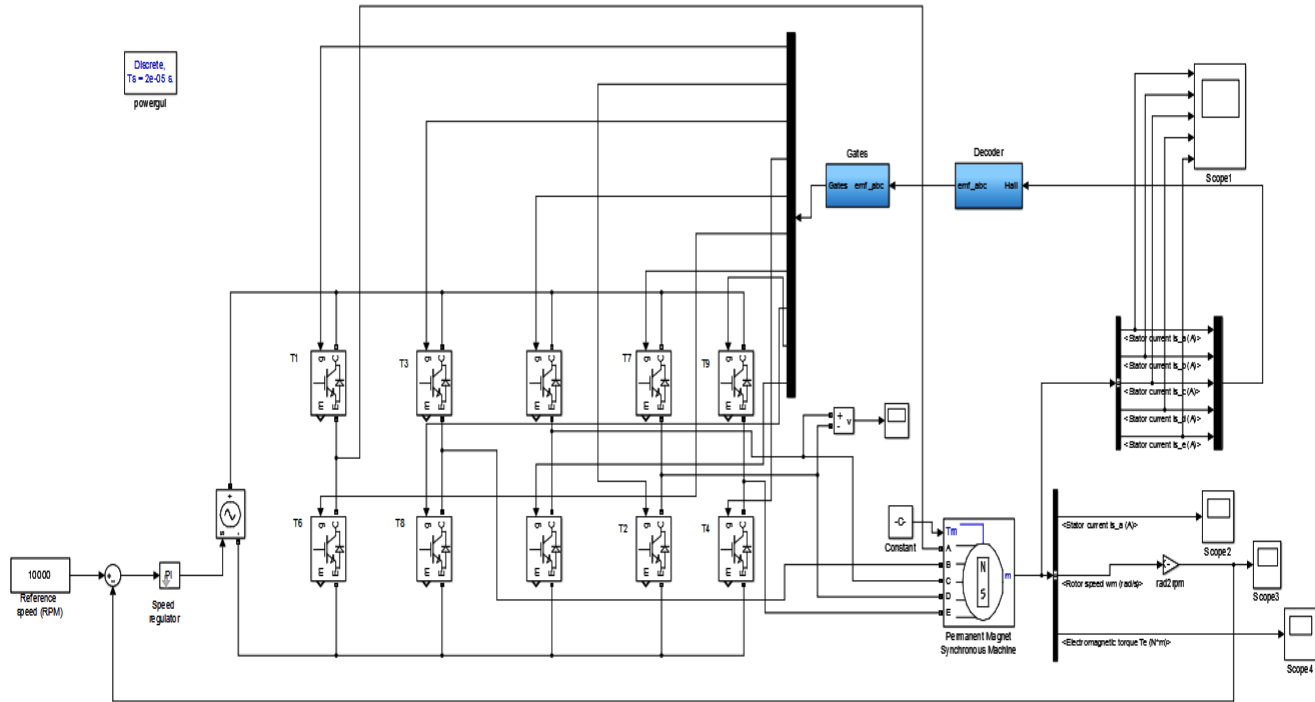 Discrete,
Ts = 2e-05 s.
powergui
Gates
Gates emf_abc
Decoder
emf_abc Hall
Scope1
T1
g C
m E
T3
g C
m E
g C
m E
T7
g C
m E
T9
g C
m E
<Stator current is_a (A)>
<Stator current is_b (A)>
<Stator current is_c (A)>
<Stator current is_d (A)>
<Stator current is_e (A)>
+
- v
T6
g C
m E
T8
g C
m E
g C
m E
T2
g C
m E
T4
g C
m E
+
s -
-C-
Constant
Tm
A
B
C
D
E
N
S
m
Permanent Magnet
Synchronous Machine
<Stator current is_a (A)>
Scope2
<Rotor speed wm (rad/s)>
rad2rpm
Scope3
<Electromagnetic torque Te (N*m)>
Scope4
10000
Reference
speed (RPM)
PI
Speed
regulator